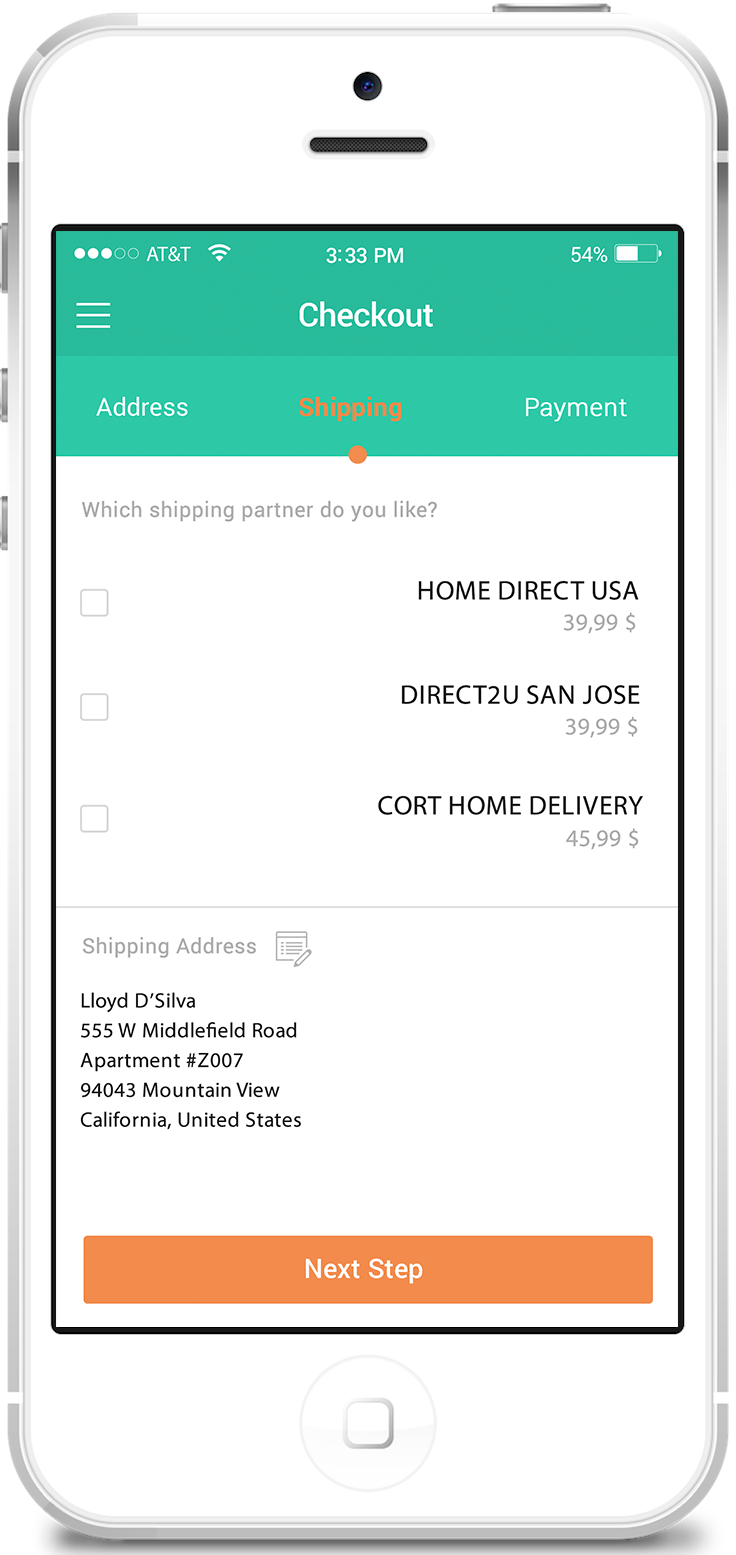 AT&T 3:33 PM 54%
Checkout
Address Shipping Payment
Which shipping partner do you like?
HOME DIRECT USA
39,99 $
DIRECT2U SAN JOSE
39,99 $
CORT HOME DELIVERY
45,99 $
Shipping Address
Lloyd D’Silva
555 W Middlefield Road
Apartment #Z007
94043 Mountain View
California, United States
Next Step